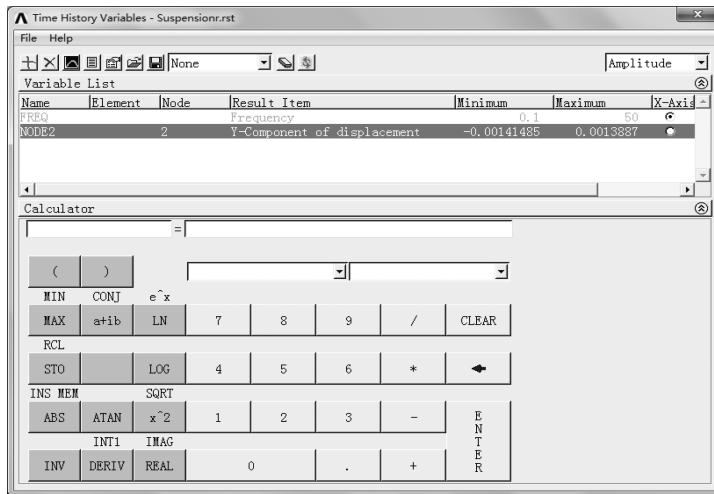 Time History Variables - Suspensionr.rst
File Help
None Amplitude
Variable List
Name Element Node Result Item Minimum Maximum X-Axis
FREQ Frequency 0.1 50
NODE2 2 Y-Component of displacement -0.00141485 0.0013887
Calculator
=
( )
MIN CONJ e^x
MAX a+ib LN 7 8 9 / CLEAR
RCL
STO LOG 4 5 6 *
INS MEM SQRT
ABS ATAN x^2 1 2 3 - ENTER
INT1 IMAG
INV DERIV REAL 0 . +